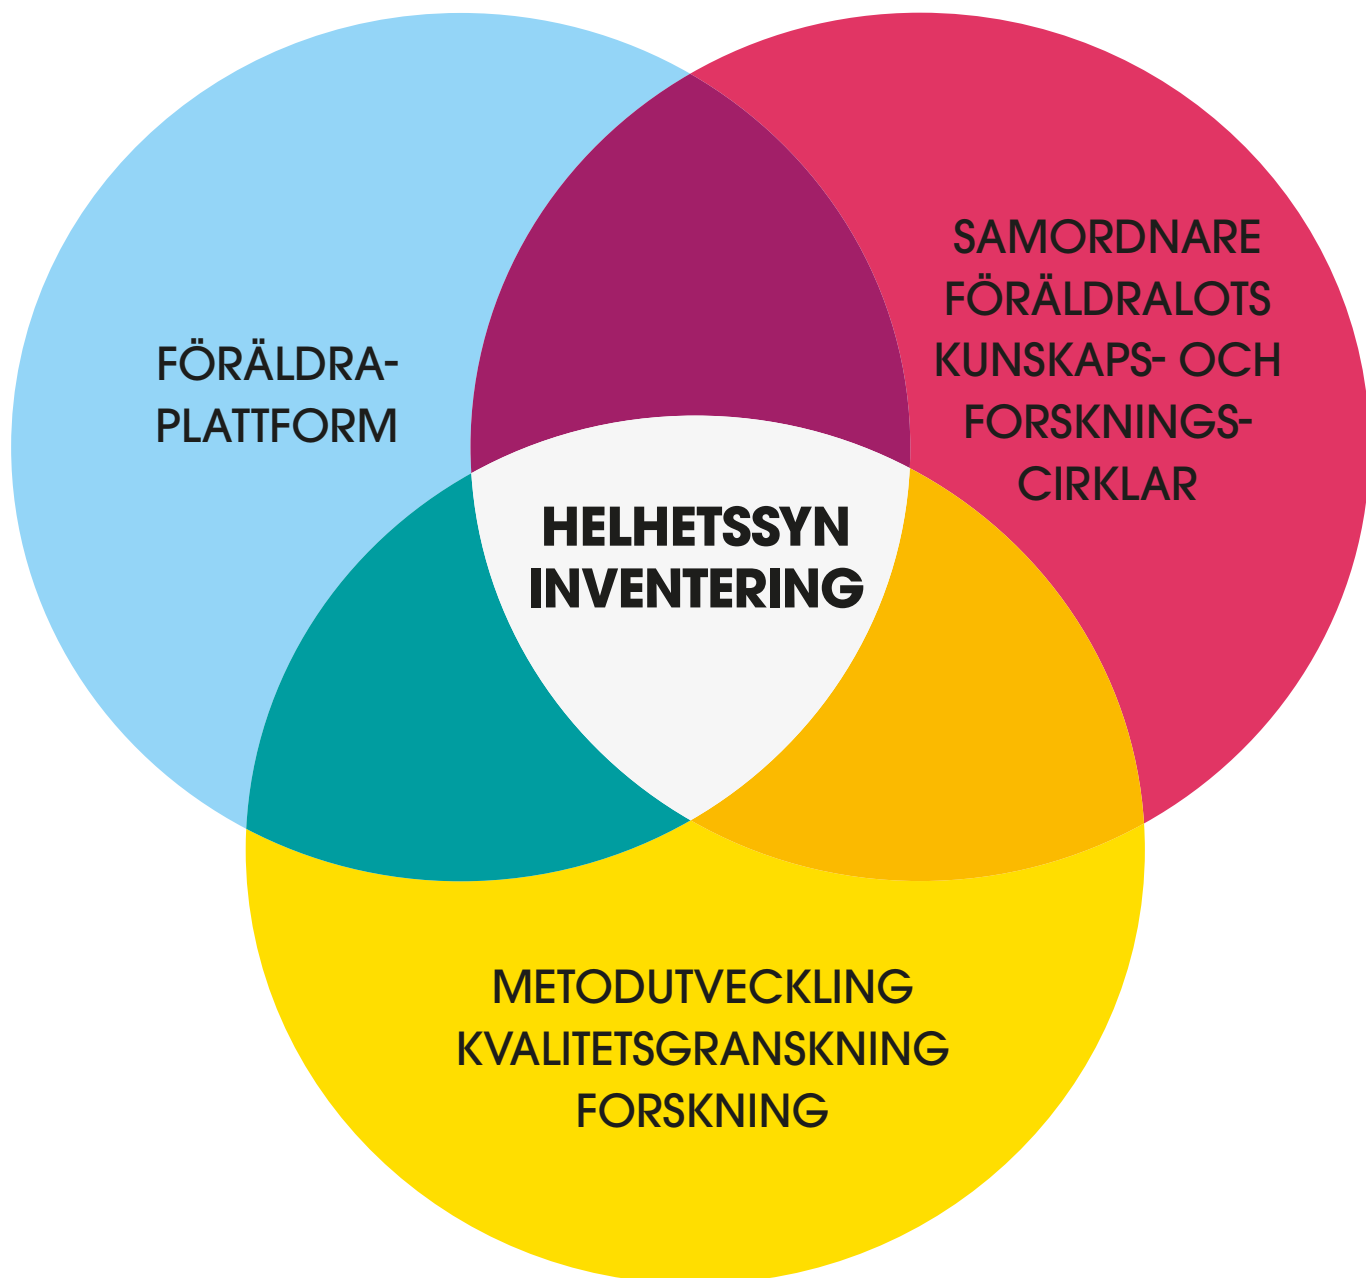 FÖRÄLDRA-
PLATTFORM
SAMORDNARE
FÖRÄLDRALOTS
KUNSKAPS- OCH
FORSKNINGS-
CIRKLAR
HELHETSSYN
INVENTERING
METODUTVECKLING
KVALITETSGRANSKNING
FORSKNING